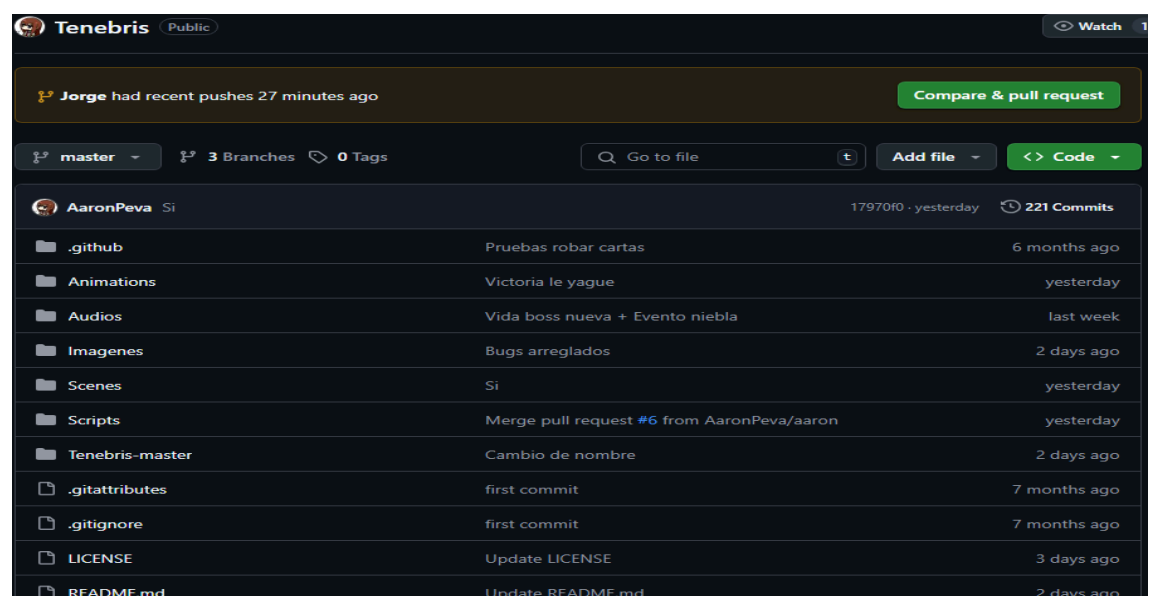 Tenebris Public Watch 1
Jorge had recent pushes 27 minutes ago Compare & pull request
master 3 Branches 0 Tags Go to file t Add file <> Code
AaronPeva Si 17970f0 · yesterday 221 Commits
.github Pruebas robar cartas 6 months ago
Animations Victoria le yague yesterday
Audios Vida boss nueva + Evento niebla last week
Imagenes Bugs arreglados 2 days ago
Scenes Si yesterday
Scripts Merge pull request #6 from AaronPeva/aaron yesterday
Tenebris-master Cambio de nombre 2 days ago
.gitattributes first commit 7 months ago
.gitignore first commit 7 months ago
LICENSE Update LICENSE 3 days ago
README.md Update README.md 2 days ago